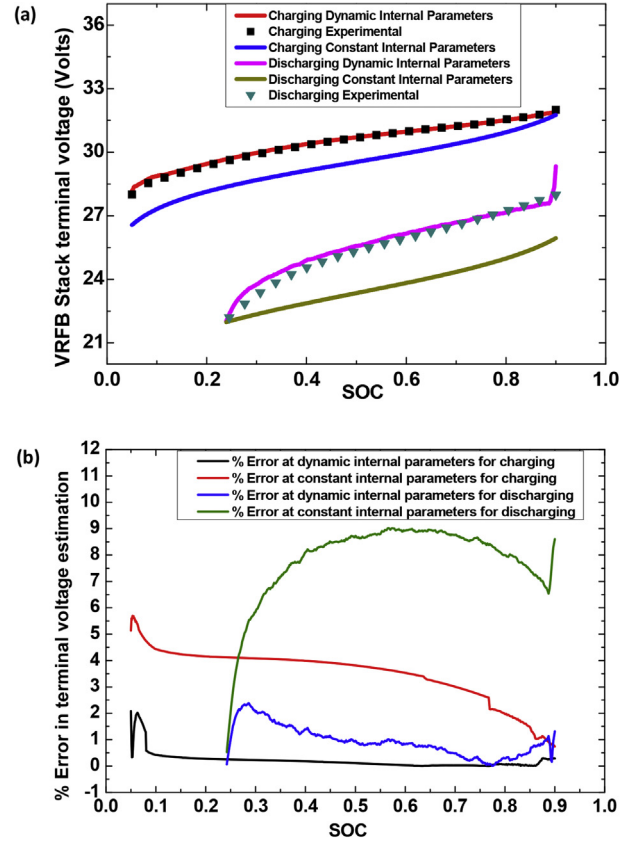 (a)
VRFB Stack terminal voltage (Volts)
36
33
30
27
24
21
Charging Dynamic Internal Parameters
Charging Experimental
Charging Constant Internal Parameters
Discharging Dynamic Internal Parameters
Discharging Constant Internal Parameters
Discharging Experimental
0.0 0.2 0.4 0.6 0.8 1.0
SOC
(b)
% Error in terminal voltage estimation
12
11
10
9
8
7
6
5
4
3
2
1
0
-1
% Error at dynamic internal parameters for charging
% Error at constant internal parameters for charging
% Error at dynamic internal parameters for discharging
% Error at constant internal parameters for discharging
0.0 0.1 0.2 0.3 0.4 0.5 0.6 0.7 0.8 0.9 1.0
SOC